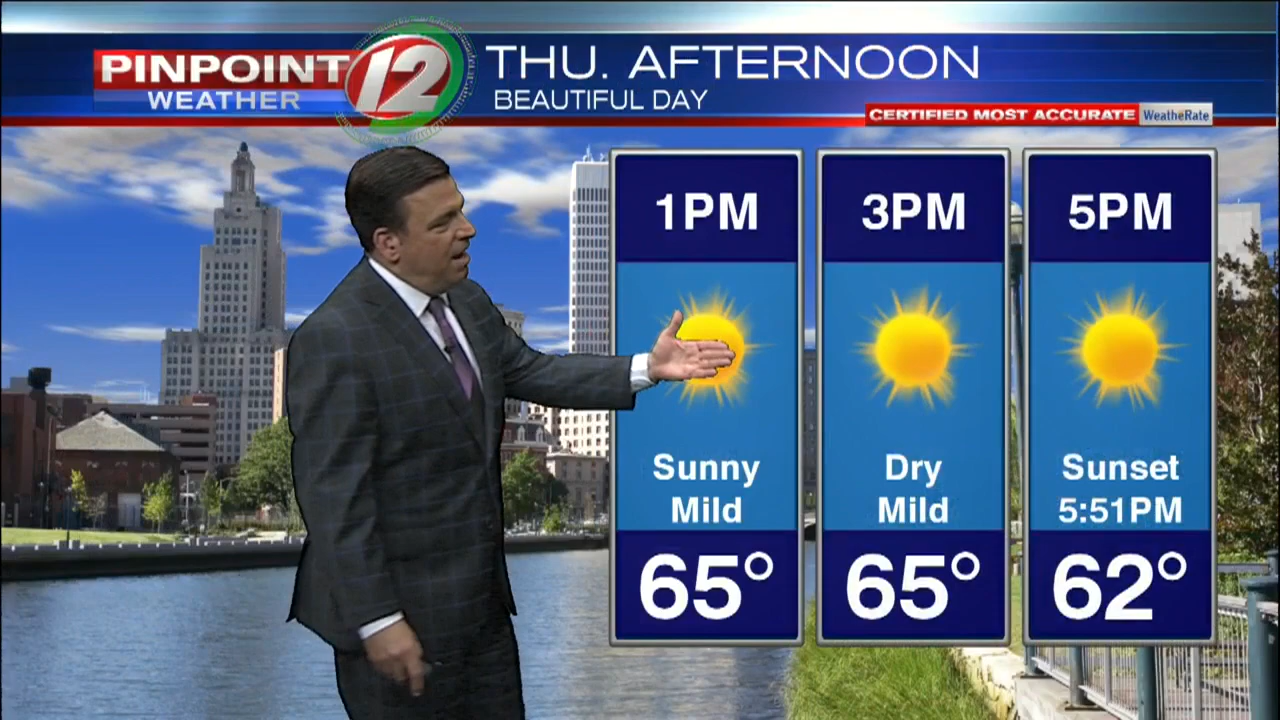 PINPOINT
WEATHER
12
THU. AFTERNOON
BEAUTIFUL DAY
CERTIFIED MOST ACCURATE WeatheRate
1PM
Sunny
Mild
65°
3PM
Dry
Mild
65°
5PM
Sunset
5:51PM
62°